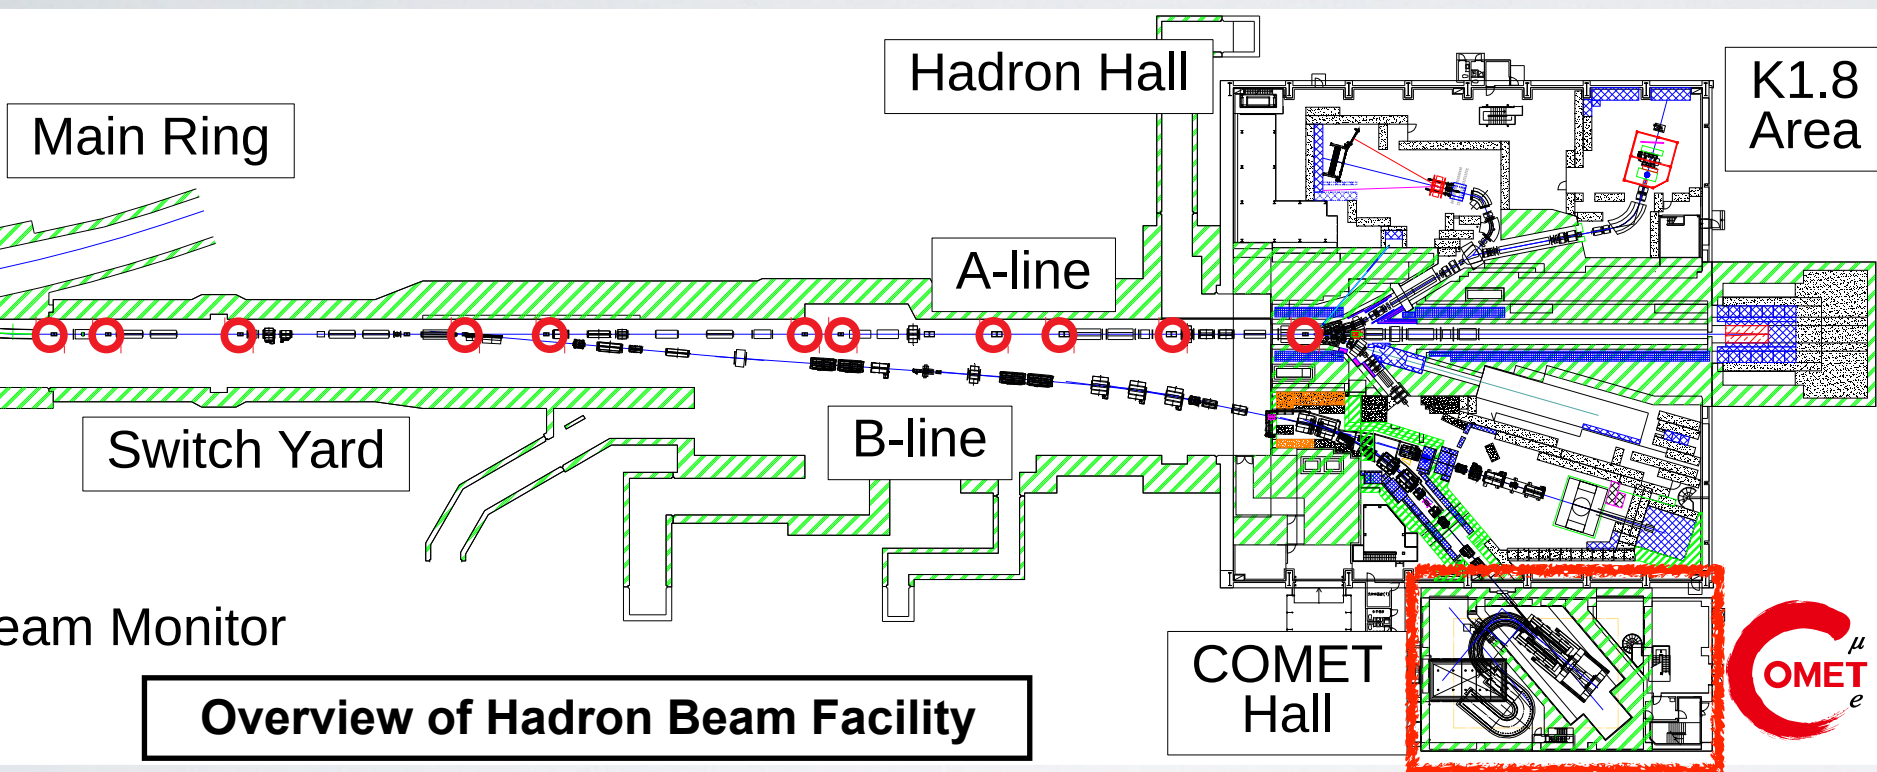 Hadron Hall
K1.8
Area
Main Ring
A-line
Switch Yard
B-line
eam Monitor
COMET
Hall
μ
OMET
e
Overview of Hadron Beam Facility